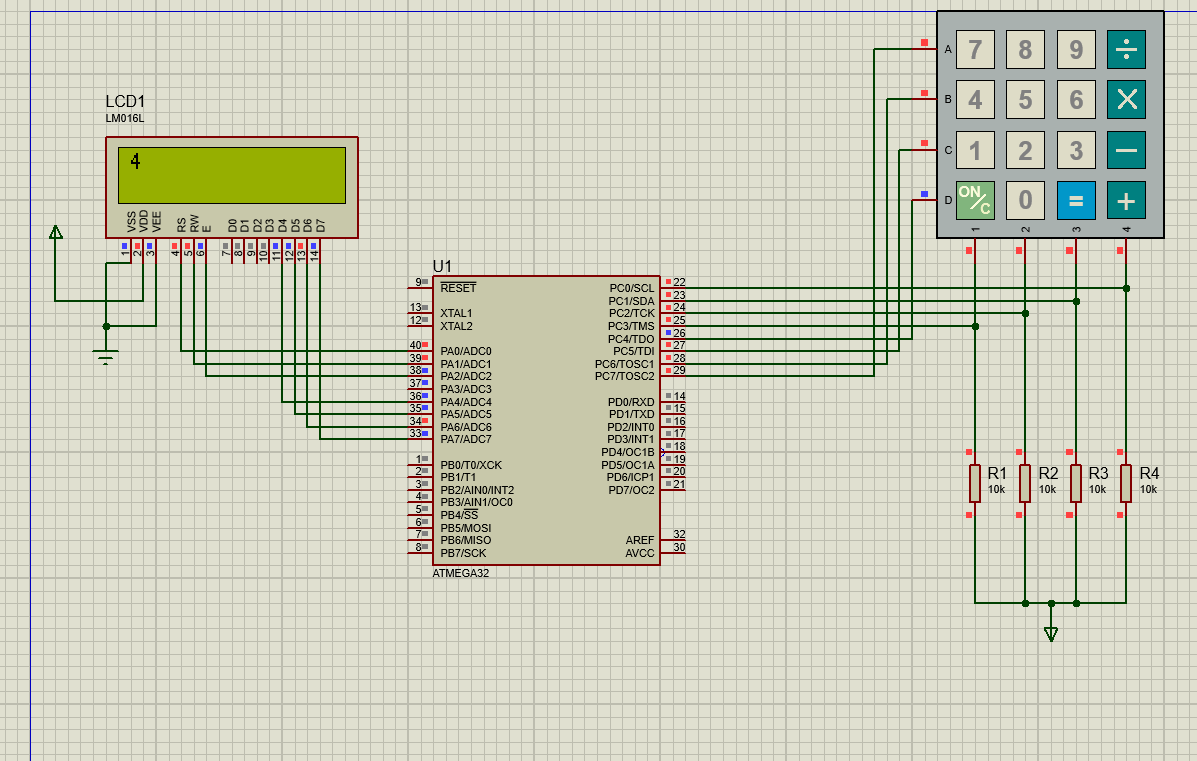 LCD1
LM016L
4
VSS
VDD
VEE
RS
RW
E
D0
D1
D2
D3
D4
D5
D6
D7
1
2
3
4
5
6
7
8
9
10
11
12
13
14
A
7
8
9
÷
B
4
5
6
×
C
1
2
3
−
D
ON/C
0
=
+
1
2
3
4
U1
9 RESET
13 XTAL1
12 XTAL2
40 PA0/ADC0
39 PA1/ADC1
38 PA2/ADC2
37 PA3/ADC3
36 PA4/ADC4
35 PA5/ADC5
34 PA6/ADC6
33 PA7/ADC7
1 PB0/T0/XCK
2 PB1/T1
3 PB2/AIN0/INT2
4 PB3/AIN1/OC0
5 PB4/SS
6 PB5/MOSI
7 PB6/MISO
8 PB7/SCK
PC0/SCL 22
PC1/SDA 23
PC2/TCK 24
PC3/TMS 25
PC4/TDO 26
PC5/TDI 27
PC6/TOSC1 28
PC7/TOSC2 29
PD0/RXD 14
PD1/TXD 15
PD2/INT0 16
PD3/INT1 17
PD4/OC1B 18
PD5/OC1A 19
PD6/ICP1 20
PD7/OC2 21
AREF 32
AVCC 30
ATMEGA32
R1
10k
R2
10k
R3
10k
R4
10k